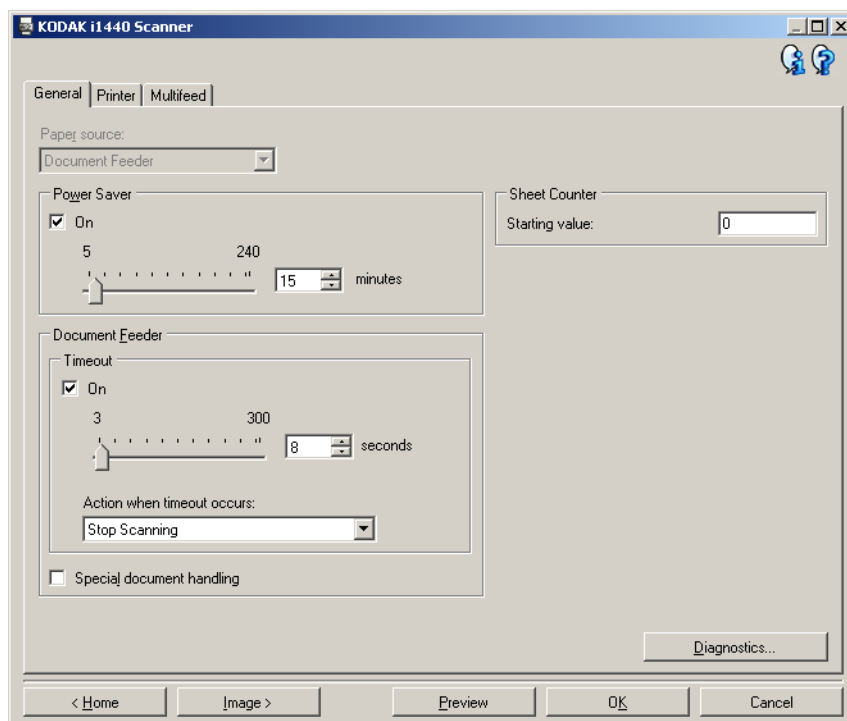 KODAK i1440 Scanner
General
Printer
Multifeed
Paper source:
Document Feeder
Power Saver
On
5 240
15 minutes
Sheet Counter
Starting value: 0
Document Feeder
Timeout
On
3 300
8 seconds
Action when timeout occurs:
Stop Scanning
Special document handling
Diagnostics...
< Home
Image >
Preview
OK
Cancel